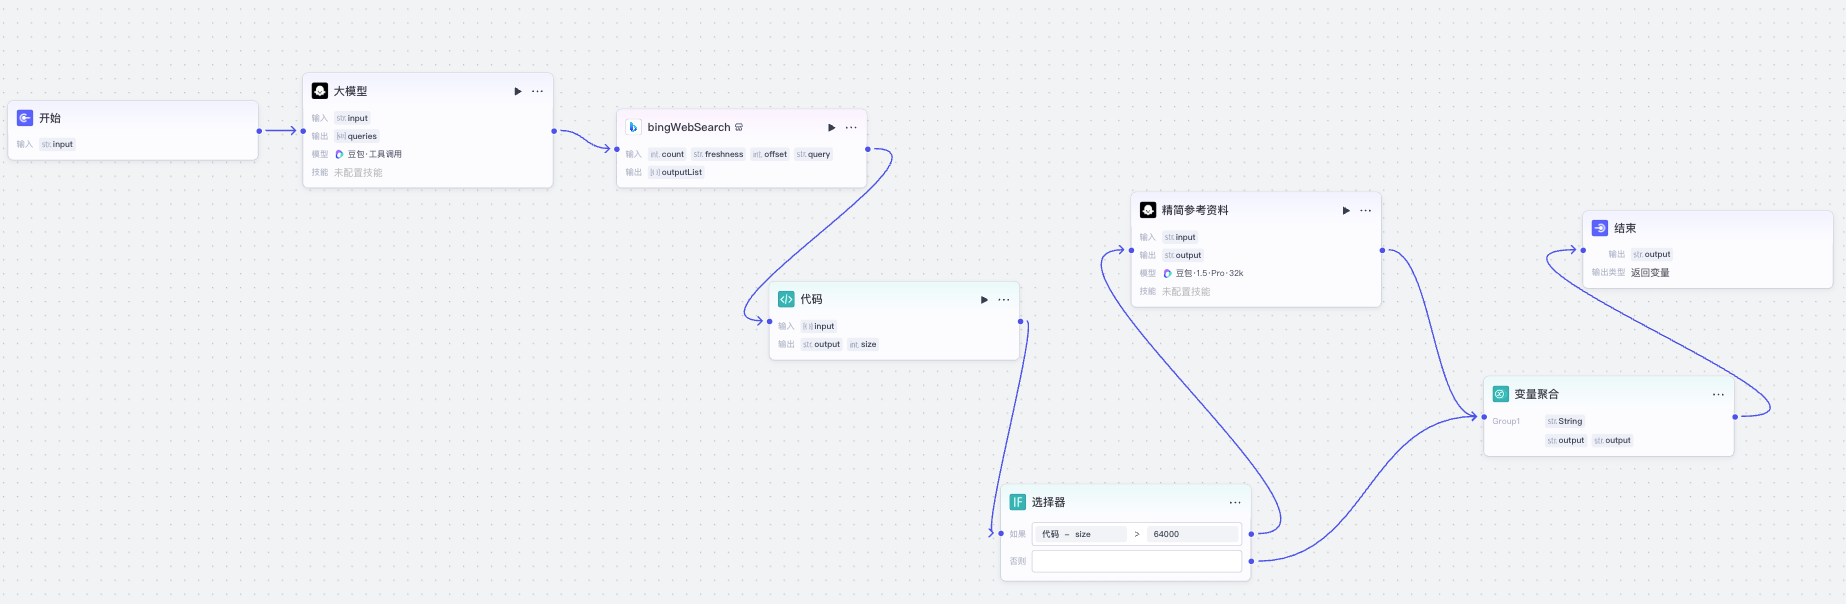 开始
输入 str. input
大模型
输入 str. input
输出 queries
模型 豆包·工具调用
技能 未配置技能
bingWebSearch
输入 int. count str. freshness int. offset str. query
输出 outputList
代码
输入 input
输出 str. output int. size
精简参考资料
输入 str. input
输出 str. output
模型 豆包·1.5·Pro·32k
技能 未配置技能
IF 选择器
如果 代码 - size > 64000
否则
变量聚合
Group1 str. String
str. output str. output
结束
输出 str. output
输出类型 返回变量